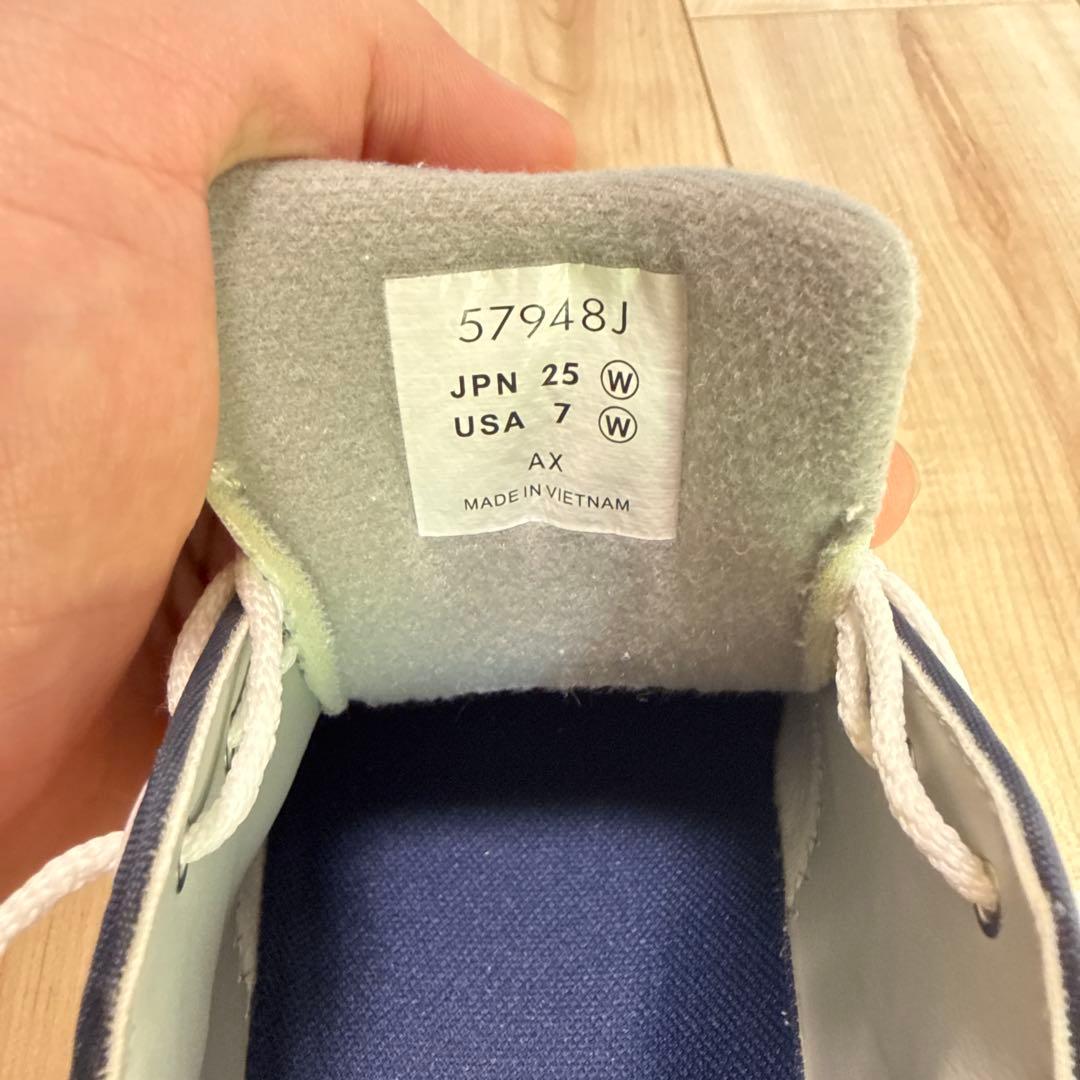 57948J
JPN 25 Ⓦ
USA 7 Ⓦ
AX
MADE IN VIETNAM